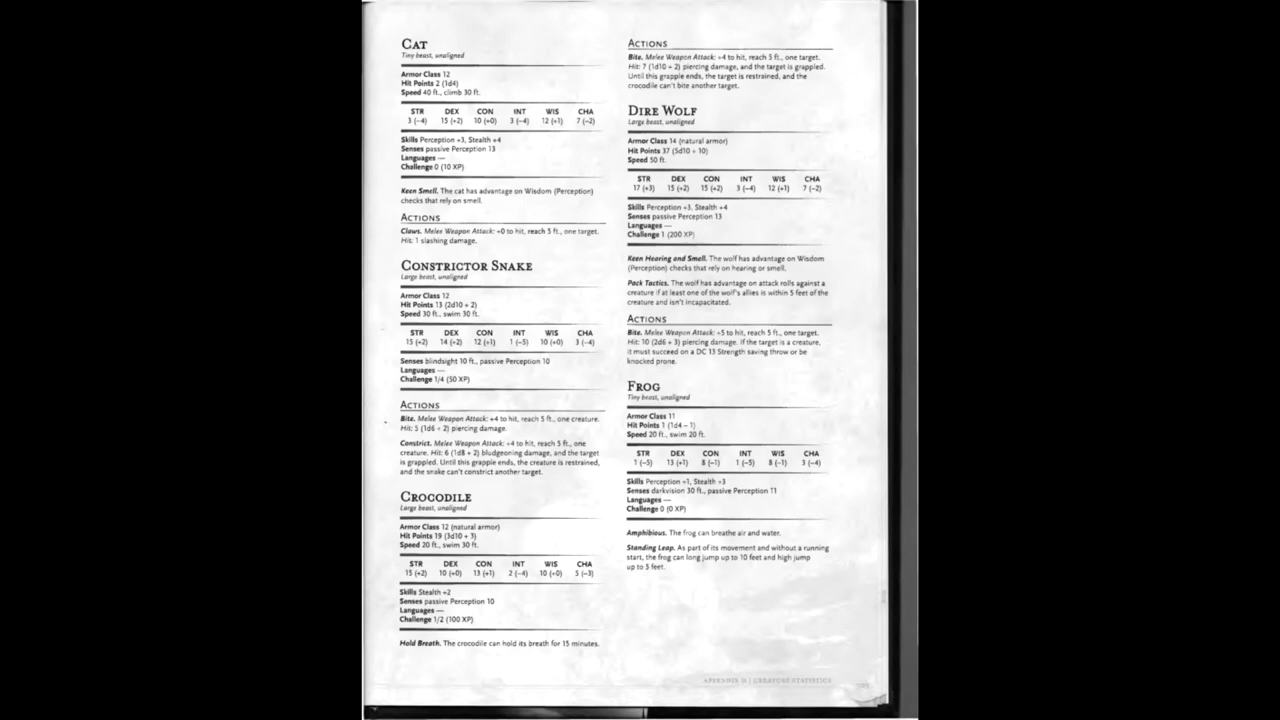 CAT
Tiny beast, unaligned
Armor Class 12
Hit Points 2 (1d4)
Speed 40 ft., climb 30 ft.
STR DEX CON INT WIS CHA
3 (−4) 15 (+2) 10 (+0) 3 (−4) 12 (+1) 7 (−2)
Skills Perception +3, Stealth +4
Senses passive Perception 13
Languages —
Challenge 0 (10 XP)
Keen Smell. The cat has advantage on Wisdom (Perception)
checks that rely on smell.
ACTIONS
Claws. Melee Weapon Attack: +0 to hit, reach 5 ft., one target.
Hit: 1 slashing damage.
CONSTRICTOR SNAKE
Large beast, unaligned
Armor Class 12
Hit Points 13 (2d10 + 2)
Speed 30 ft., swim 30 ft.
STR DEX CON INT WIS CHA
15 (+2) 14 (+2) 12 (+1) 1 (−5) 10 (+0) 3 (−4)
Senses blindsight 10 ft., passive Perception 10
Languages —
Challenge 1/4 (50 XP)
ACTIONS
Bite. Melee Weapon Attack: +4 to hit, reach 5 ft., one creature.
Hit: 5 (1d6 + 2) piercing damage.
Constrict. Melee Weapon Attack: +4 to hit, reach 5 ft., one
creature. Hit: 6 (1d8 + 2) bludgeoning damage, and the target
is grappled. Until this grapple ends, the creature is restrained,
and the snake can't constrict another target.
CROCODILE
Large beast, unaligned
Armor Class 12 (natural armor)
Hit Points 19 (3d10 + 3)
Speed 20 ft., swim 30 ft.
STR DEX CON INT WIS CHA
15 (+2) 10 (+0) 13 (+1) 2 (−4) 10 (+0) 5 (−3)
Skills Stealth +2
Senses passive Perception 10
Languages —
Challenge 1/2 (100 XP)
Hold Breath. The crocodile can hold its breath for 15 minutes.
ACTIONS
Bite. Melee Weapon Attack: +4 to hit, reach 5 ft., one target.
Hit: 7 (1d10 + 2) piercing damage, and the target is grappled.
Until this grapple ends, the target is restrained, and the
crocodile can't bite another target.
DIRE WOLF
Large beast, unaligned
Armor Class 14 (natural armor)
Hit Points 37 (5d10 + 10)
Speed 50 ft.
STR DEX CON INT WIS CHA
17 (+3) 15 (+2) 15 (+2) 3 (−4) 12 (+1) 7 (−2)
Skills Perception +3, Stealth +4
Senses passive Perception 13
Languages —
Challenge 1 (200 XP)
Keen Hearing and Smell. The wolf has advantage on Wisdom
(Perception) checks that rely on hearing or smell.
Pack Tactics. The wolf has advantage on attack rolls against a
creature if at least one of the wolf's allies is within 5 feet of the
creature and isn't incapacitated.
ACTIONS
Bite. Melee Weapon Attack: +5 to hit, reach 5 ft., one target.
Hit: 10 (2d6 + 3) piercing damage. If the target is a creature,
it must succeed on a DC 13 Strength saving throw or be
knocked prone.
FROG
Tiny beast, unaligned
Armor Class 11
Hit Points 1 (1d4 − 1)
Speed 20 ft., swim 20 ft.
STR DEX CON INT WIS CHA
1 (−5) 13 (+1) 8 (−1) 1 (−5) 8 (−1) 3 (−4)
Skills Perception +1, Stealth +3
Senses darkvision 30 ft., passive Perception 11
Languages —
Challenge 0 (0 XP)
Amphibious. The frog can breathe air and water.
Standing Leap. As part of its movement and without a running
start, the frog can long jump up to 10 feet and high jump
up to 5 feet.
APPENDIX D | CREATURE STATISTICS